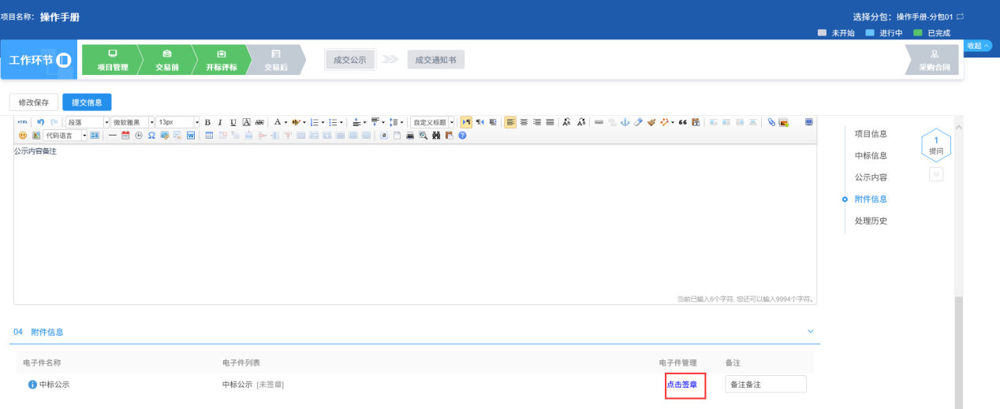 项目名称: 操作手册
选择分包: 操作手册-分包01
未开始 进行中 已完成
收起
工作环节
项目管理 交易前 开标评标 交易后 成交公示 成交通知书 采购合同
修改保存 提交信息
HTML 段落 微软雅黑 13px B I U A ABC A 自定义标题
代码语言
公示内容备注
当前已输入6个字符, 您还可以输入9994个字符。
项目信息
中标信息
公示内容
附件信息
处理历史
1
提问
04 附件信息
电子件名称 电子件列表 电子件管理 备注
中标公示 中标公示 [未签章] 点击签章 备注备注